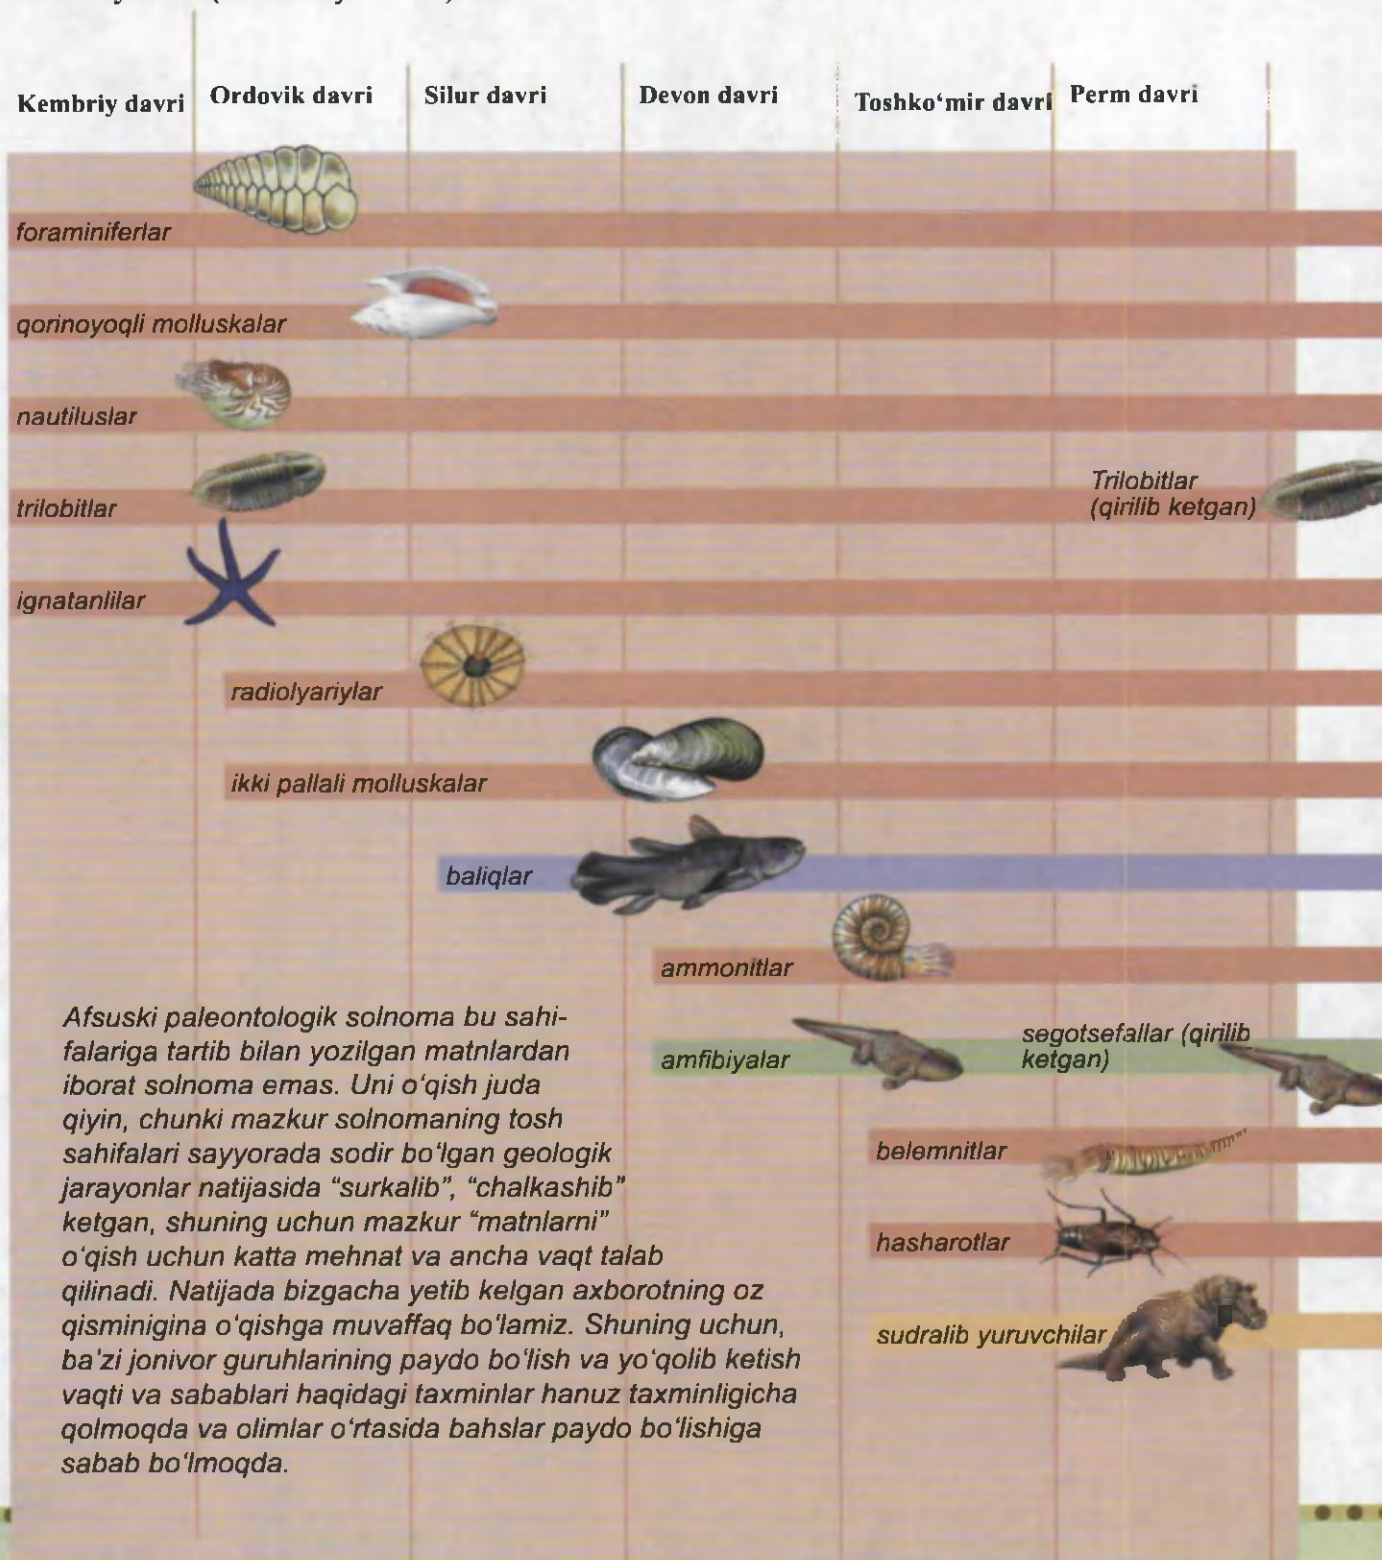 Kembriy davri
Ordovik davri
Silur davri
Devon davri
Toshko‘mir davri
Perm davri
foraminiferlar
qorinoyoqli molluskalar
nautiluslar
trilobitlar
Trilobitlar
(qirilib ketgan)
ignatanlilar
radiolyariylar
ikki pallali molluskalar
baliqlar
ammonitlar
amfibiyalar
segotsefallar (qirilib
ketgan)
belemnitlar
hasharotlar
sudralib yuruvchilar
Afsuski paleontologik solnoma bu sahi-
falariga tartib bilan yozilgan matnlardan
iborat solnoma emas. Uni o‘qish juda
qiyin, chunki mazkur solnomaning tosh
sahifalari sayyorada sodir bo‘lgan geologik
jarayonlar natijasida “surkalib”, “chalkashib”
ketgan, shuning uchun mazkur “matnlarni”
o‘qish uchun katta mehnat va ancha vaqt talab
qilinadi. Natijada bizgacha yetib kelgan axborotning oz
qisminigina o‘qishga muvaffaq bo‘lamiz. Shuning uchun,
ba’zi jonivor guruhlarining paydo bo‘lish va yo‘qolib ketish
vaqti va sabablari haqidagi taxminlar hanuz taxminligicha
qolmoqda va olimlar o‘rtasida bahslar paydo bo‘lishiga
sabab bo‘lmoqda.